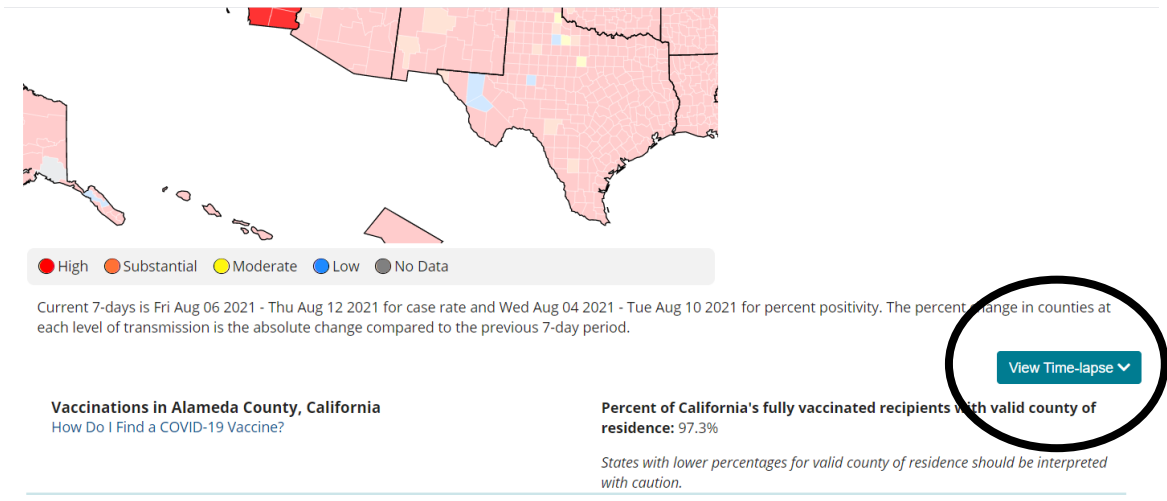 High Substantial Moderate Low No Data
Current 7-days is Fri Aug 06 2021 - Thu Aug 12 2021 for case rate and Wed Aug 04 2021 - Tue Aug 10 2021 for percent positivity. The percent change in counties at
each level of transmission is the absolute change compared to the previous 7-day period.
View Time-lapse
Vaccinations in Alameda County, California
How Do I Find a COVID-19 Vaccine?
Percent of California's fully vaccinated recipients with valid county of
residence: 97.3%
States with lower percentages for valid county of residence should be interpreted
with caution.